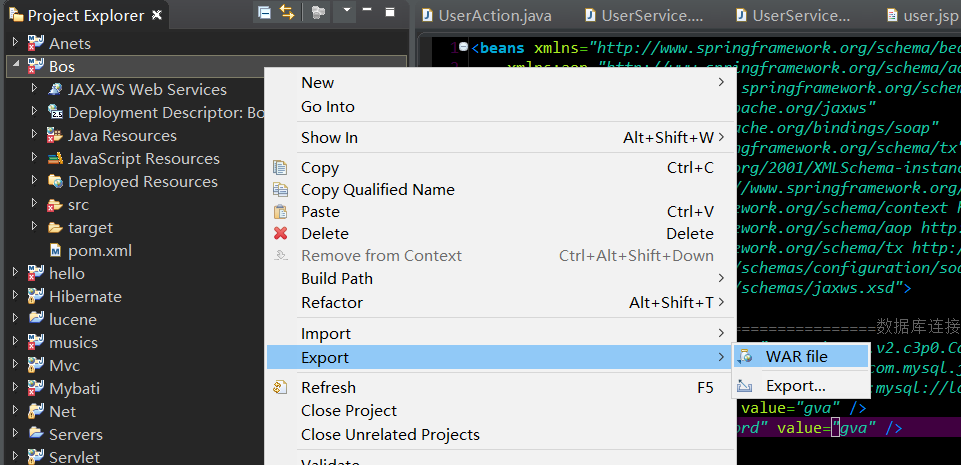 Project Explorer
UserAction.java
UserService....
UserService...
user.jsp
Anets
Bos
JAX-WS Web Services
Deployment Descriptor: Bo
Java Resources
JavaScript Resources
Deployed Resources
src
target
pom.xml
hello
Hibernate
lucene
musics
Mvc
Mybati
Net
Servers
Servlet
New
Go Into
Show In Alt+Shift+W
Copy Ctrl+C
Copy Qualified Name
Paste Ctrl+V
Delete Delete
Remove from Context Ctrl+Alt+Shift+Down
Build Path
Refactor Alt+Shift+T
Import
Export
Refresh F5
Close Project
Close Unrelated Projects
Validate
WAR file
Export...
1 <beans xmlns="http://www.springframework.org/schema/bea
xmlns:aop="http://www.springframework.org/schema/ao
.springframework.org/schem
pache.org/jaxws"
ache.org/bindings/soap"
ngframework.org/schema/tx"
org/2001/XMLSchema-instanc
//www.springframework.org/
ework.org/schema/context h
work.org/schema/aop http:
work.org/schema/tx http:/
/schemas/configuration/soa
/schemas/jaxws.xsd">
================数据库连接
.v2.c3p0.Co
com.mysql.j
:mysql://lo
value="gva" />
ord" value="gva" />